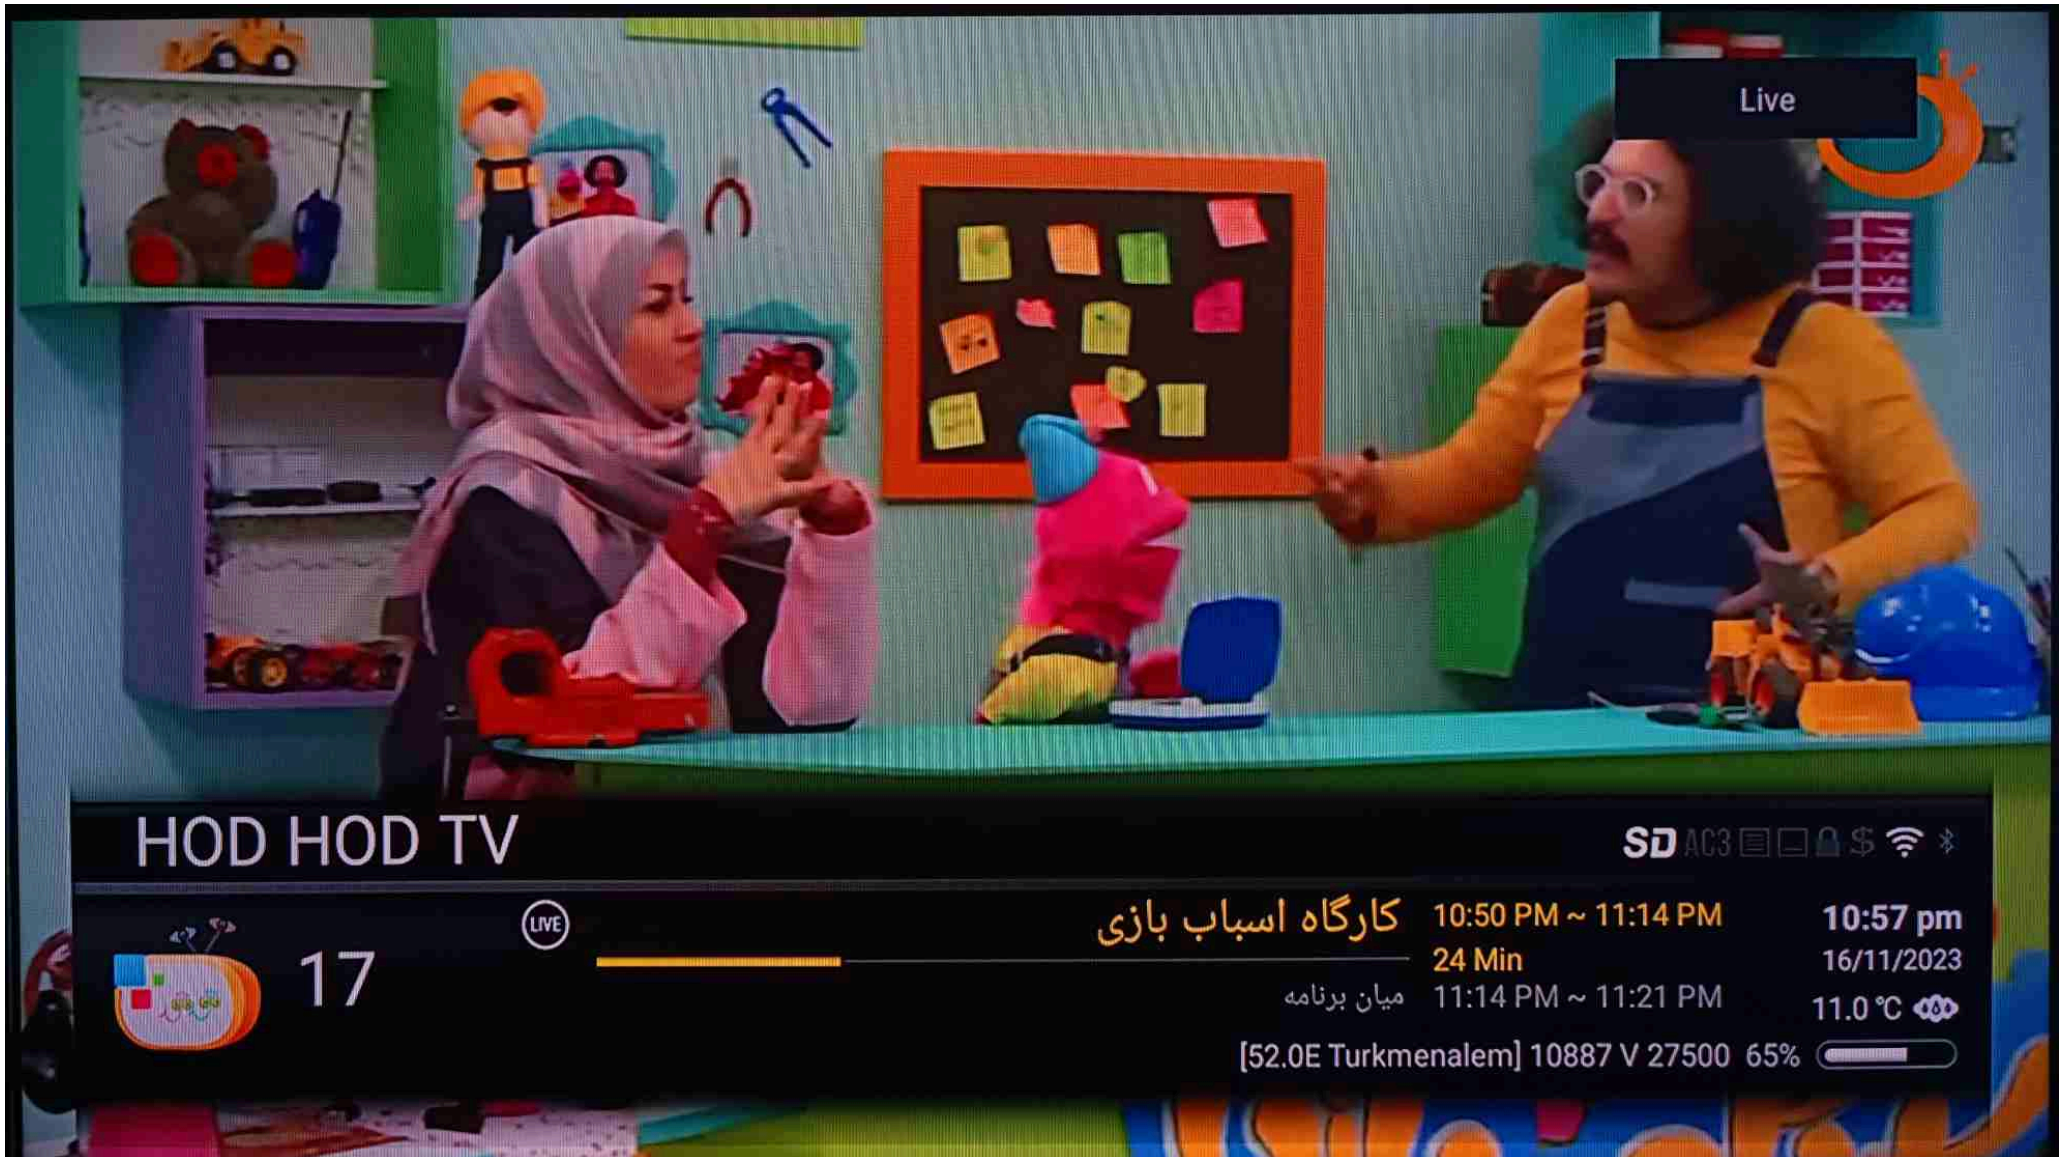 Live
HOD HOD TV
SD AC3 $
LIVE
کارگاه اسباب بازی 10:50 PM ~ 11:14 PM 10:57 pm
24 Min 16/11/2023
17
میان برنامه 11:14 PM ~ 11:21 PM 11.0 °C
[52.0E Turkmenalem] 10887 V 27500 65%